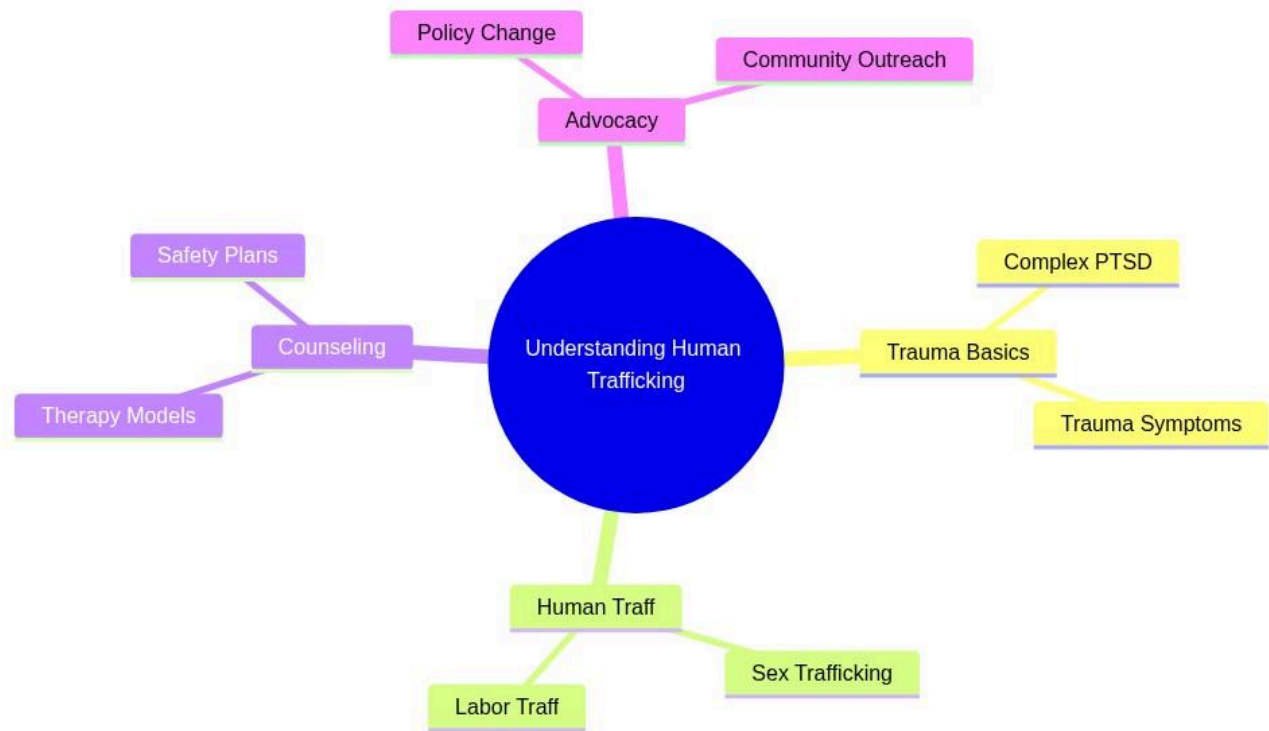 Policy Change
Community Outreach
Advocacy
Safety Plans
Complex PTSD
Counseling
Understanding Human
Trafficking
Trauma Basics
Therapy Models
Trauma Symptoms
Human Traff
Sex Trafficking
Labor Traff